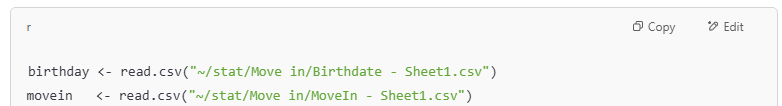 r Copy Edit
birthday <- read.csv("~/stat/Move in/Birthdate - Sheet1.csv")
movein   <- read.csv("~/stat/Move in/MoveIn - Sheet1.csv")